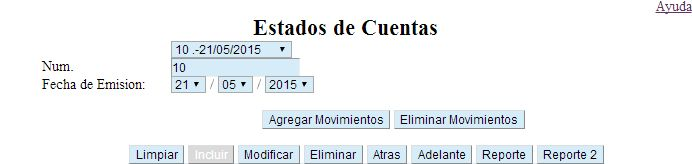 Ayuda
Estados de Cuentas
10 .-21/05/2015
Num. 10
Fecha de Emision: 21 / 05 / 2015
Agregar Movimientos Eliminar Movimientos
Limpiar Incluir Modificar Eliminar Atras Adelante Reporte Reporte 2